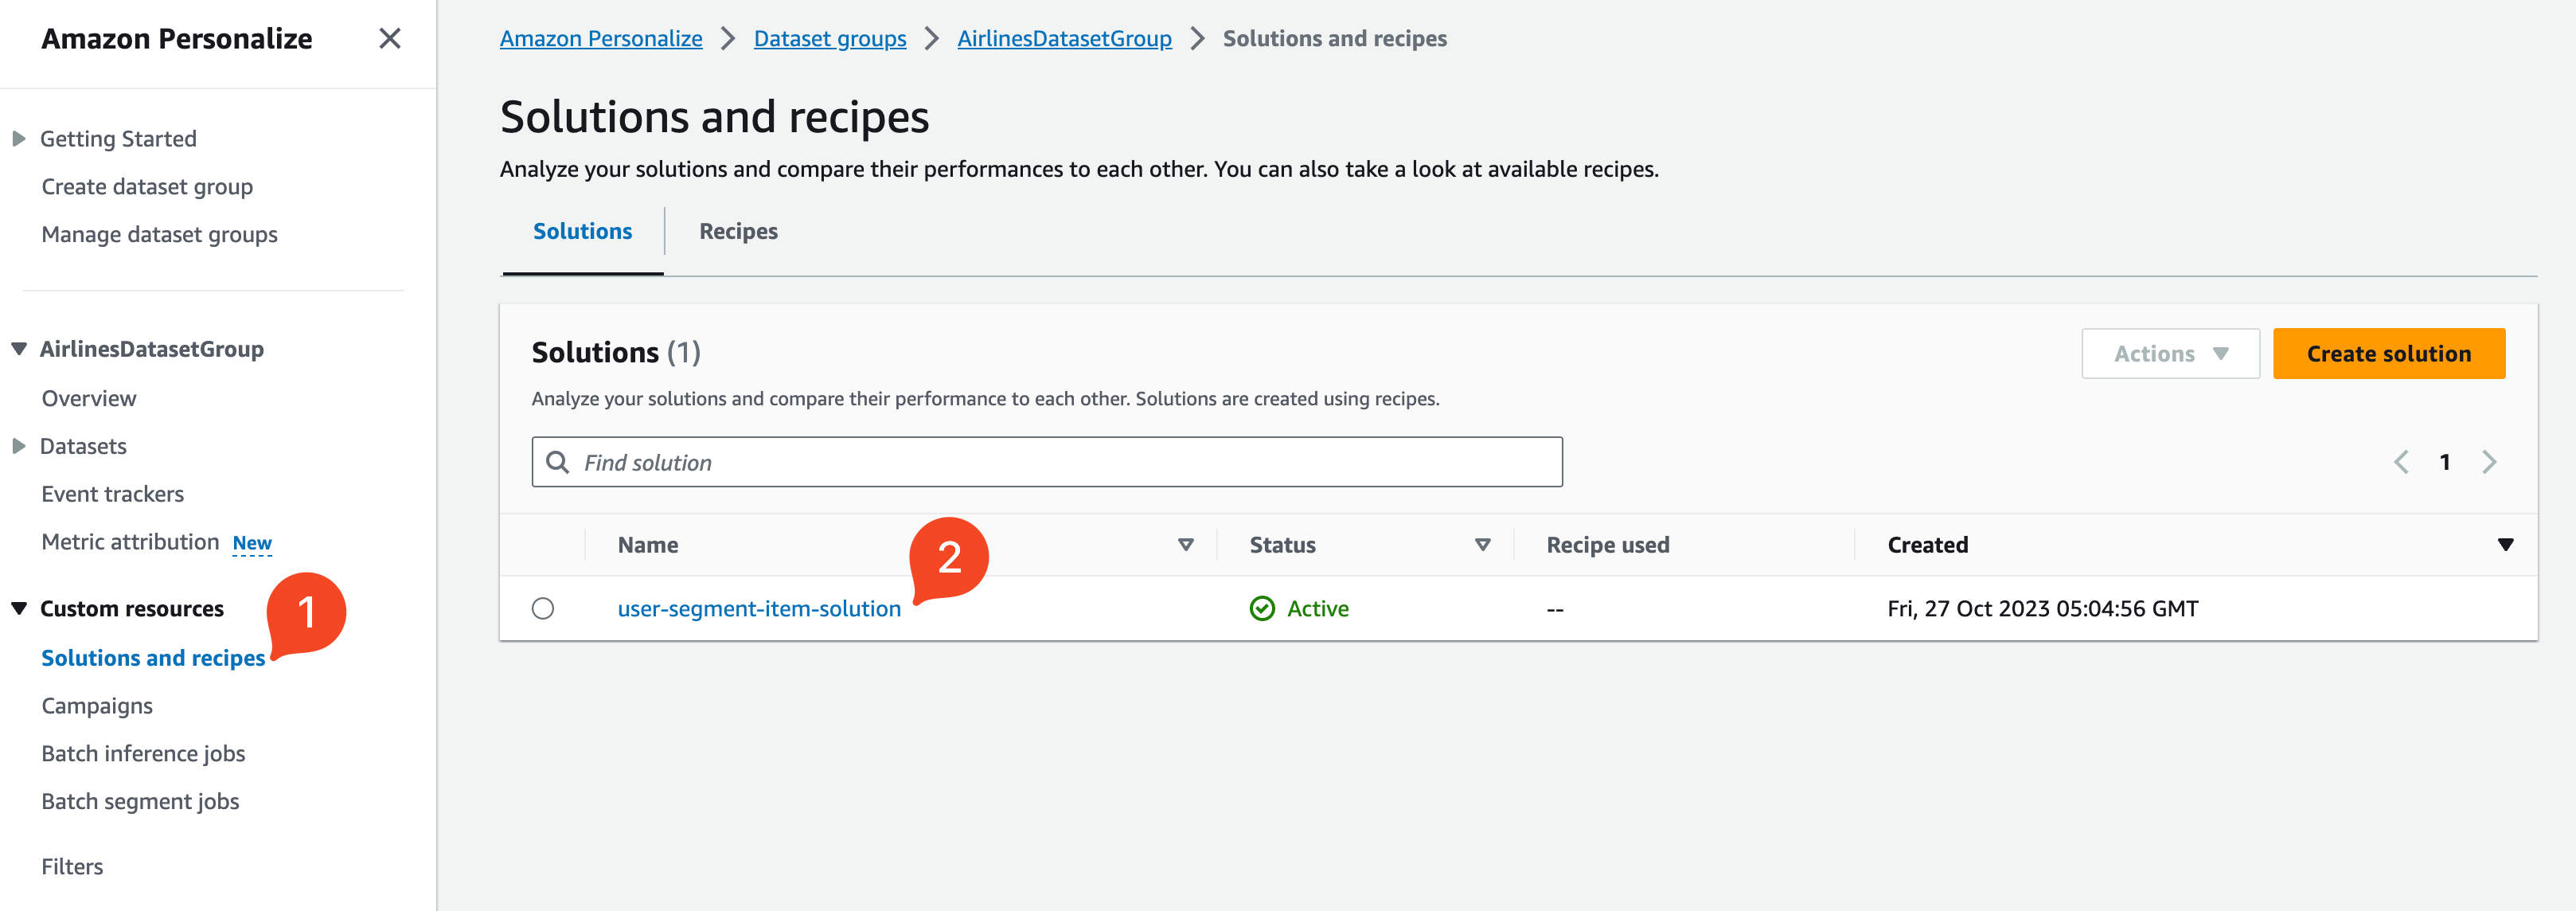 Amazon Personalize
Getting Started
Create dataset group
Manage dataset groups
AirlinesDatasetGroup
Overview
Datasets
Event trackers
Metric attribution New
Custom resources
1
Solutions and recipes
Campaigns
Batch inference jobs
Batch segment jobs
Filters
Amazon Personalize > Dataset groups > AirlinesDatasetGroup > Solutions and recipes
Solutions and recipes
Analyze your solutions and compare their performances to each other. You can also take a look at available recipes.
Solutions Recipes
Solutions (1)
Actions Create solution
Analyze your solutions and compare their performance to each other. Solutions are created using recipes.
Find solution
1
Name Status Recipe used Created
2
user-segment-item-solution Active -- Fri, 27 Oct 2023 05:04:56 GMT